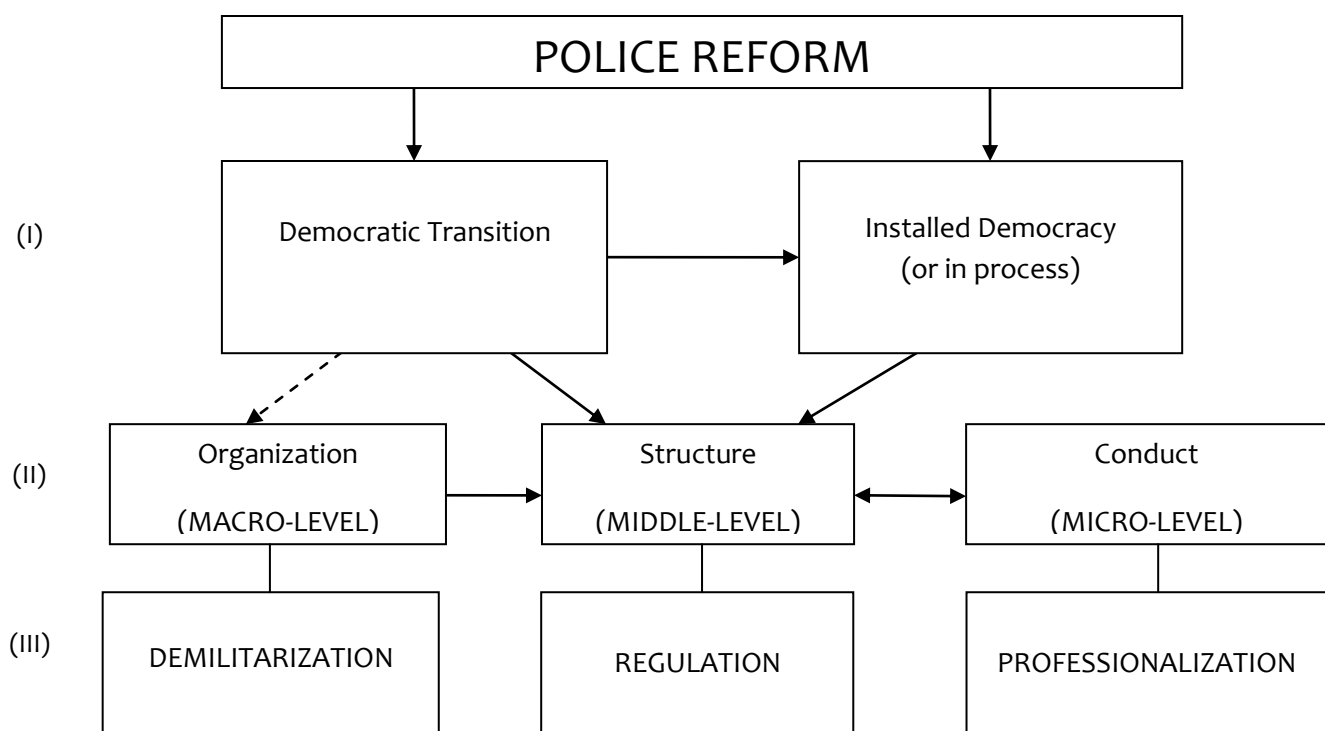 POLICE REFORM
(I)
Democratic Transition
Installed Democracy
(or in process)
(II)
Organization
(MACRO-LEVEL)
Structure
(MIDDLE-LEVEL)
Conduct
(MICRO-LEVEL)
(III)
DEMILITARIZATION
REGULATION
PROFESSIONALIZATION